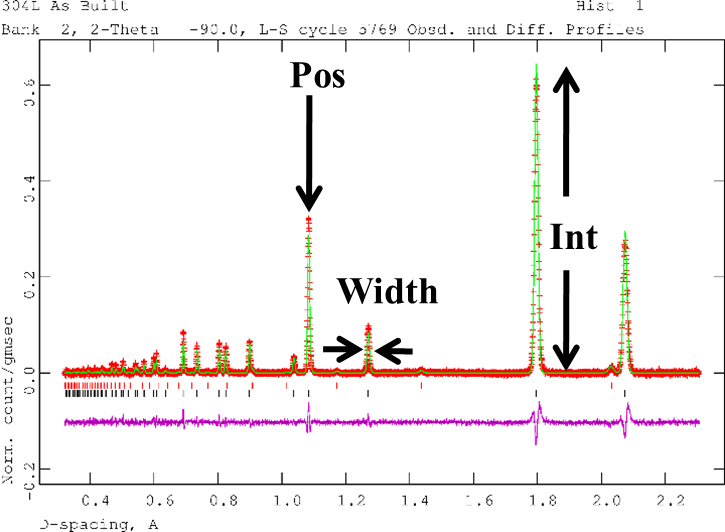 304L As Built Hist 1
Bank 2, 2-Theta -90.0, L-S cycle 5769 Obsd. and Diff. Profiles
Pos
Int
Width
Norm. count/gmsec
-0.2 0.0 0.2 0.4 0.6
0.4 0.6 0.8 1.0 1.2 1.4 1.6 1.8 2.0 2.2
D-spacing, A